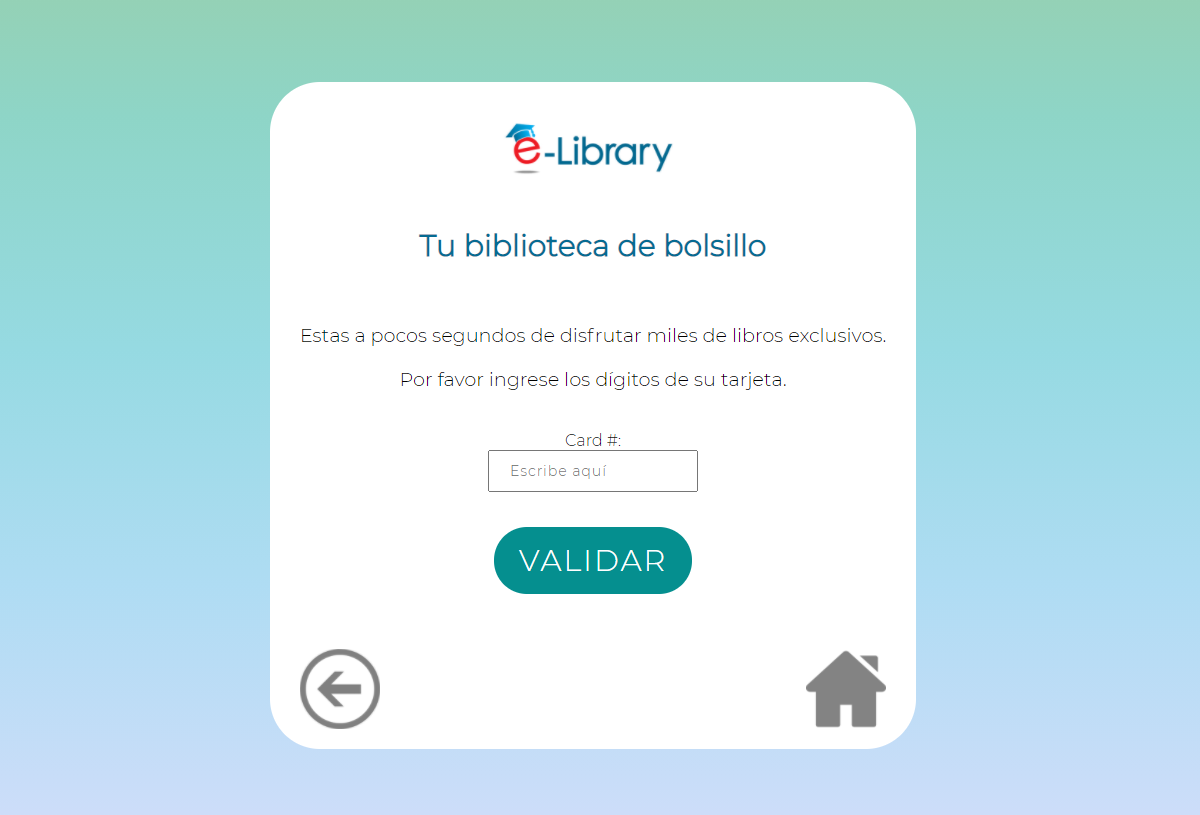 e-Library
Tu biblioteca de bolsillo
Estas a pocos segundos de disfrutar miles de libros exclusivos.
Por favor ingrese los dígitos de su tarjeta.
Card #:
Escribe aquí
VALIDAR